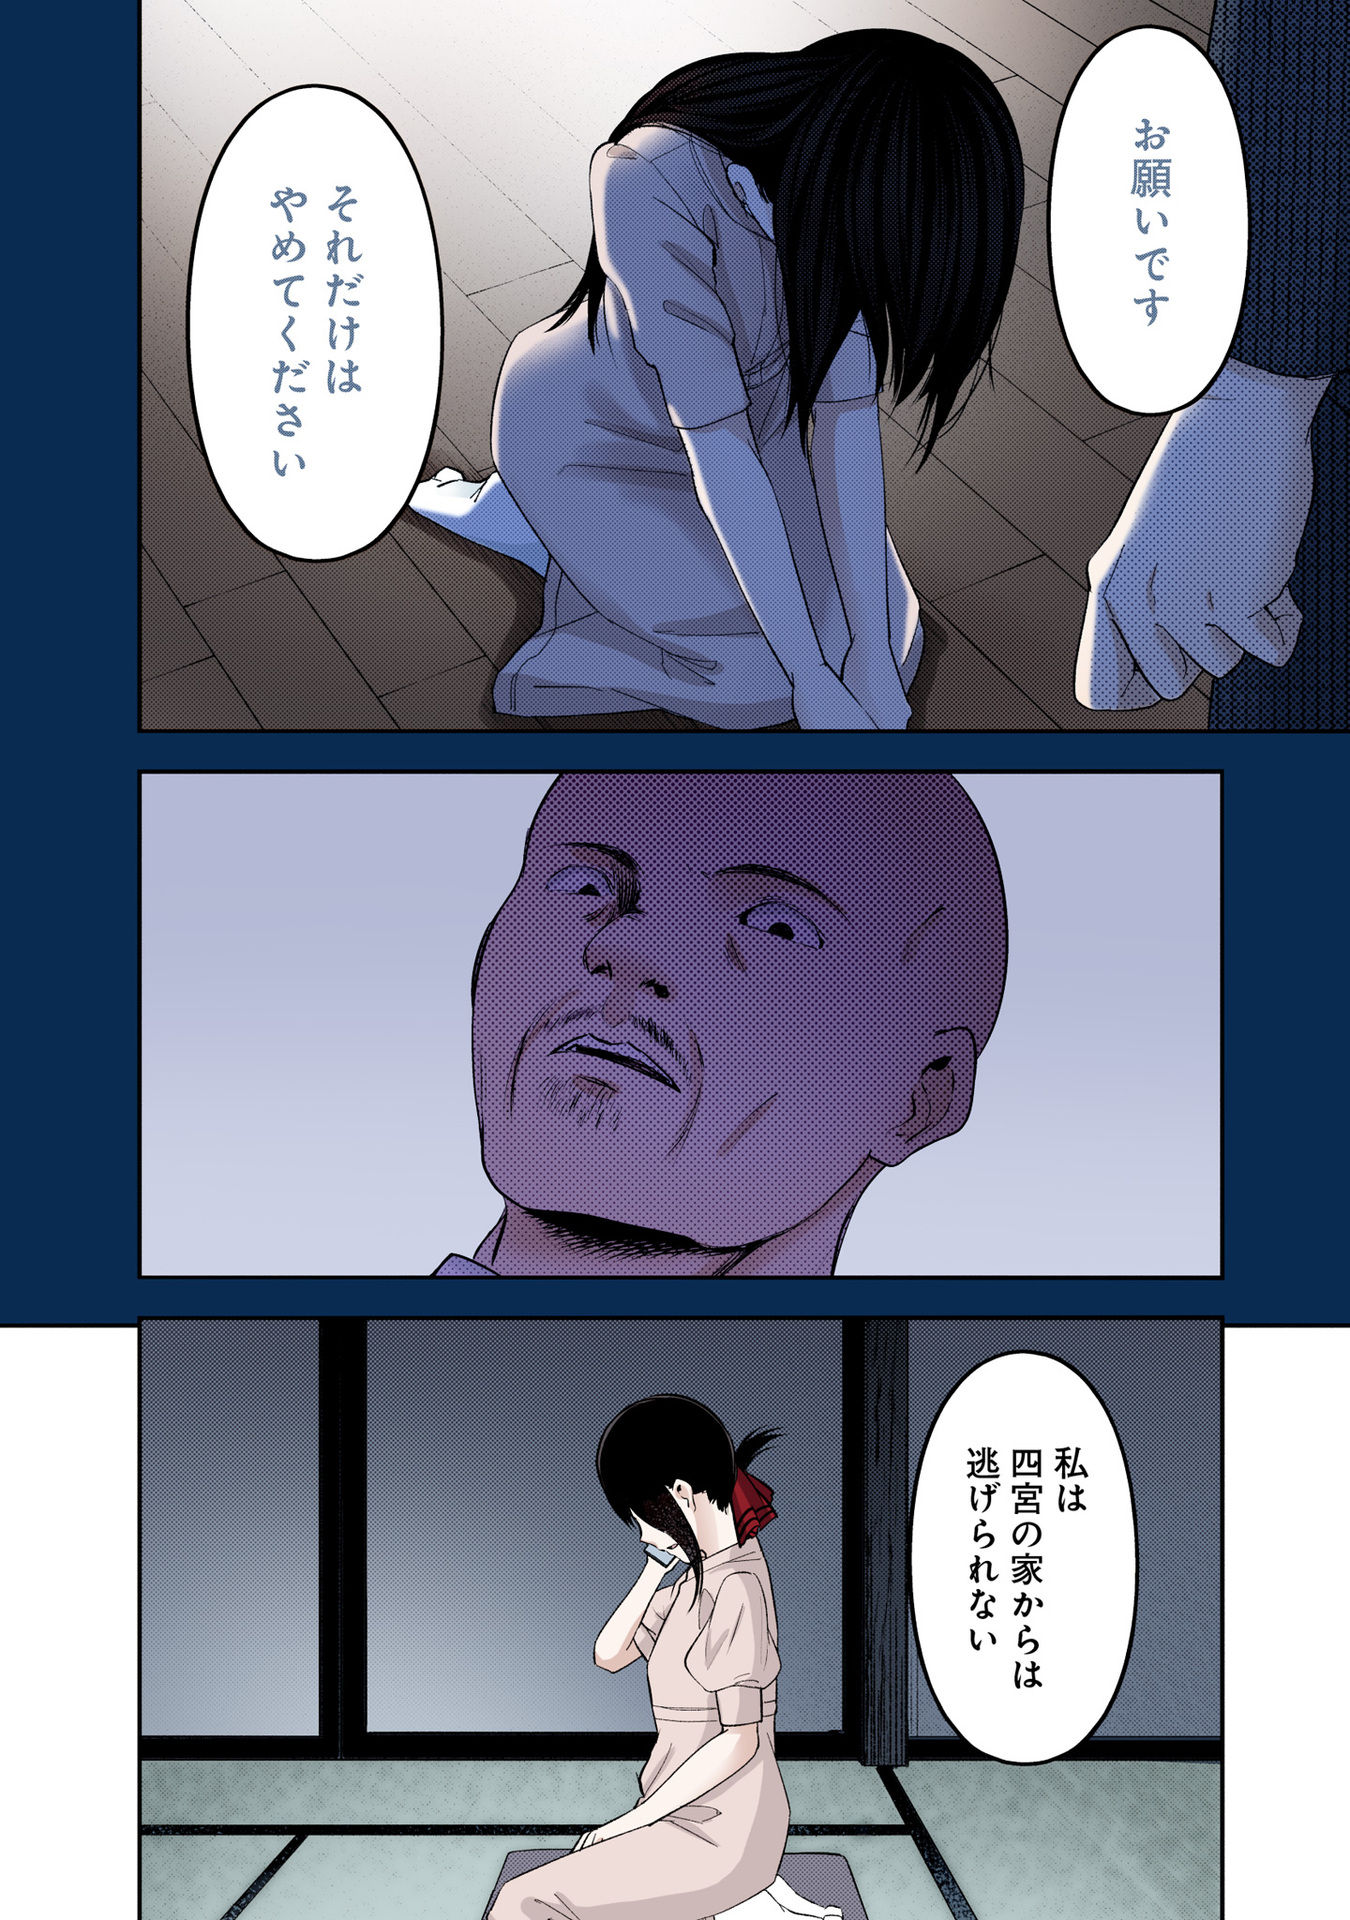 お願いです
それだけは
やめてください
私は
四宮の家からは
逃げられない